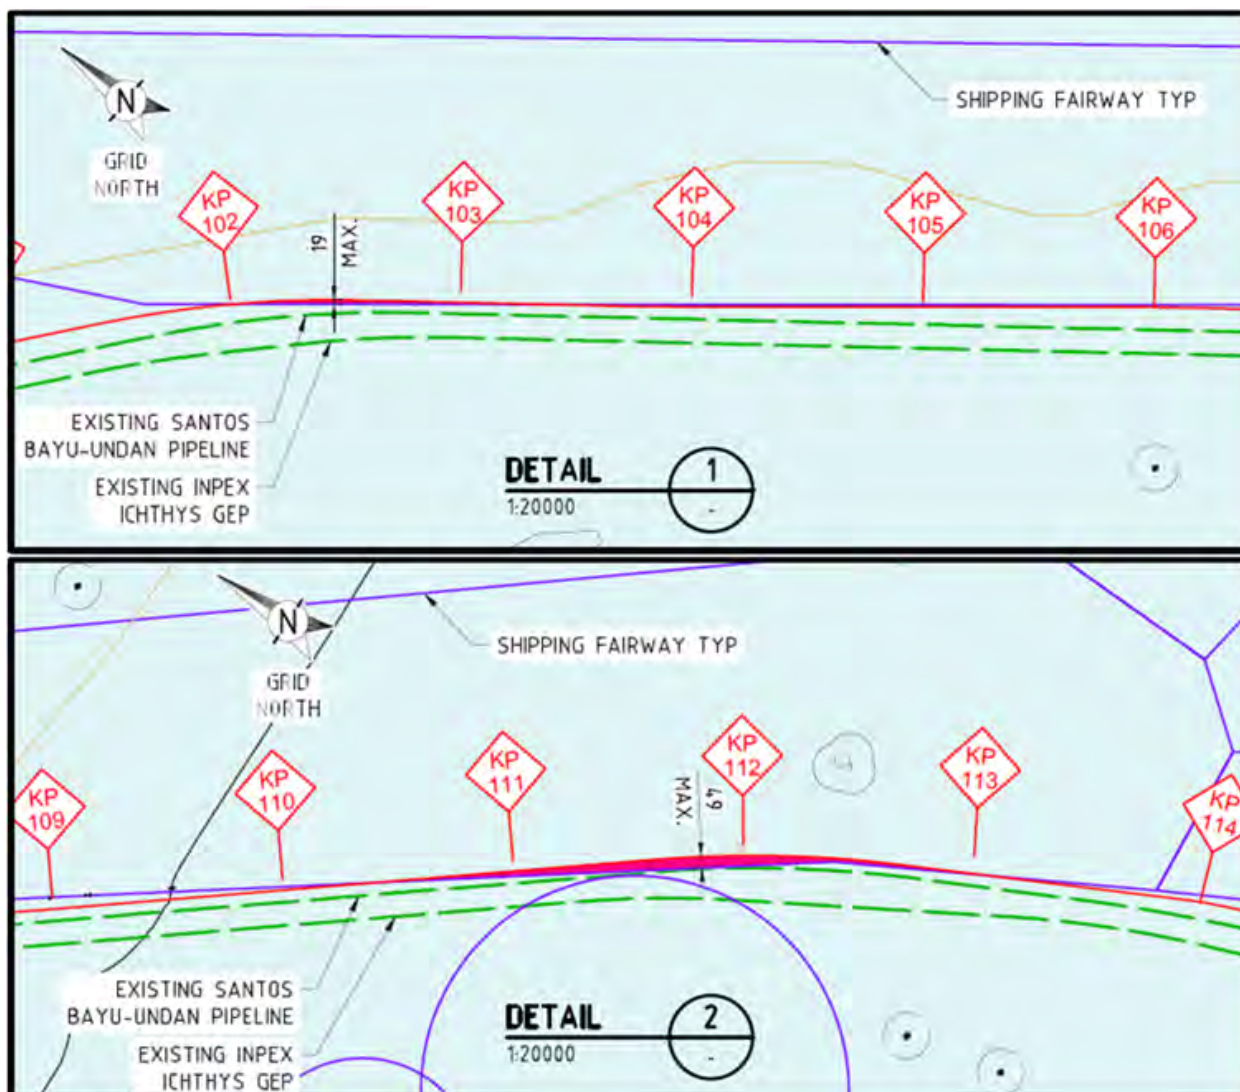 SHIPPING FAIRWAY TYP
N
GRID
NORTH
KP
102
KP
103
KP
104
KP
105
KP
106
19
MAX.
EXISTING SANTOS
BAYU-UNDAN PIPELINE
EXISTING INPEX
ICHTHYS GEP
DETAIL
1
1:20000
-
N
SHIPPING FAIRWAY TYP
GRID
NORTH
KP
109
KP
110
KP
111
KP
112
KP
113
KP
114
49
MAX.
EXISTING SANTOS
BAYU-UNDAN PIPELINE
EXISTING INPEX
ICHTHYS GEP
DETAIL
2
1:20000
-